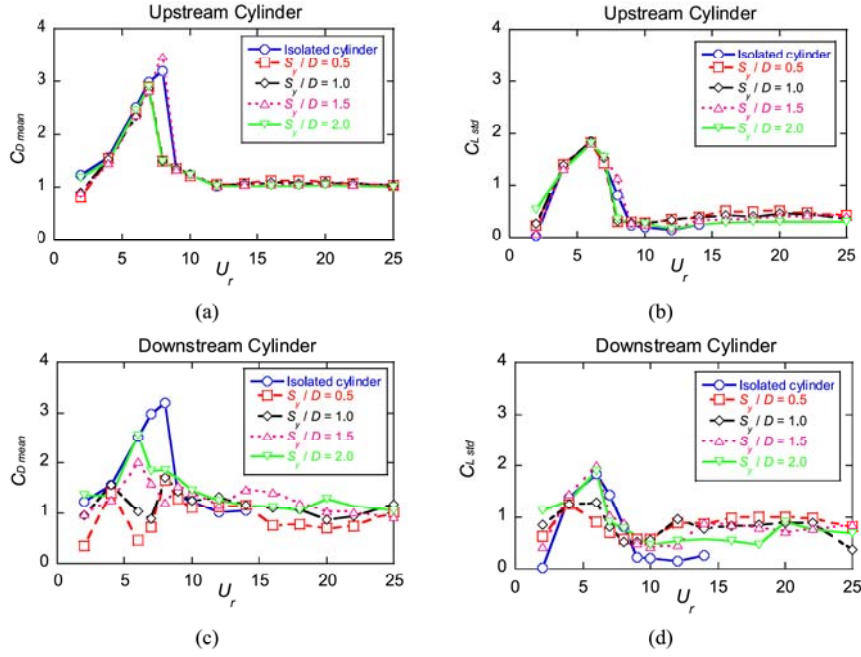 Upstream Cylinder
4
3
2
1
0
C_D mean
Isolated cylinder
S_y / D = 0.5
S_y / D = 1.0
S_y / D = 1.5
S_y / D = 2.0
0 5 10 15 20 25
U_r
(a)
Upstream Cylinder
4
3
2
1
0
C_L std
Isolated cylinder
S_y / D = 0.5
S_y / D = 1.0
S_y / D = 1.5
S_y / D = 2.0
0 5 10 15 20 25
U_r
(b)
Downstream Cylinder
4
3
2
1
0
C_D mean
Isolated cylinder
S_y / D = 0.5
S_y / D = 1.0
S_y / D = 1.5
S_y / D = 2.0
0 5 10 15 20 25
U_r
(c)
Downstream Cylinder
4
3
2
1
0
C_L std
Isolated cylinder
S_y / D = 0.5
S_y / D = 1.0
S_y / D = 1.5
S_y / D = 2.0
0 5 10 15 20 25
U_r
(d)